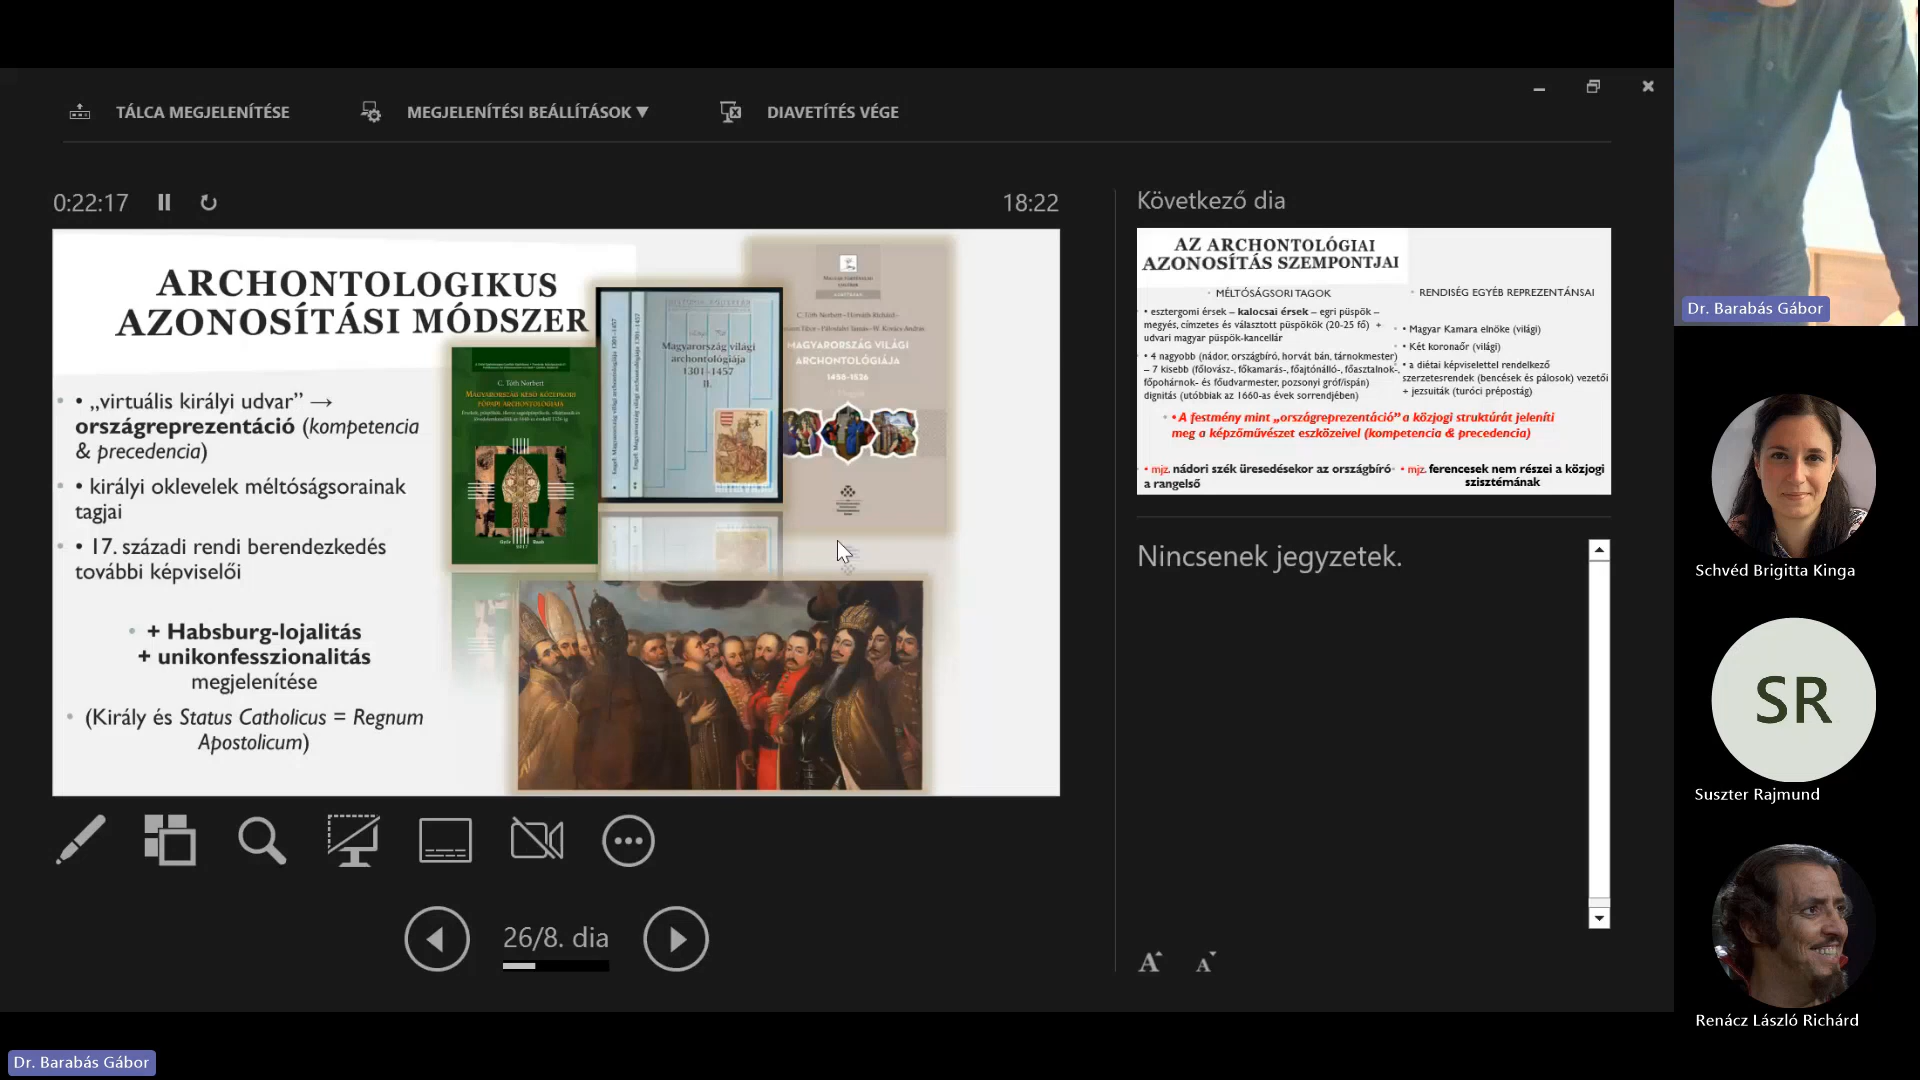 TÁLCA MEGJELENÍTÉSE
MEGJELENÍTÉSI BEÁLLÍTÁSOK ▼
DIAVETÍTÉS VÉGE
0:22:17
18:22
ARCHONTOLOGIKUS
AZONOSÍTÁSI MÓDSZER
• • „virtuális királyi udvar” →
országreprezentáció (kompetencia
& precedencia)
• • királyi oklevelek méltóságsorainak
tagjai
• • 17. századi rendi berendezkedés
további képviselői
• + Habsburg-lojalitás
+ unikonfesszionalitás
megjelenítése
• (Király és Status Catholicus = Regnum
Apostolicum)
C. Tóth Norbert
Magyarország világi
archontológiája
1301-1457
II.
C. Tóth Norbert–Horváth Richárd–
MAGYARORSZÁG VILÁGI
ARCHONTOLÓGIÁJA
1458-1526
26/8. dia
Következő dia
AZ ARCHONTOLÓGIAI
AZONOSÍTÁS SZEMPONTJAI
• MÉLTÓSÁGSORI TAGOK
• esztergomi érsek – kalocsai érsek – egri püspök –
megyés, címzetes és választott püspökök (20-25 fő) +
udvari magyar püspök-kancellár
• 4 nagyobb (nádor, országbíró, horvát bán, tárnokmester)
– 7 kisebb (főlovász-, főkamarás-, főajtónálló-, főasztalnok-,
főpohárnok- és főudvarmester, pozsonyi gróf/ispán)
dignitás (utóbbiak az 1660-as évek sorrendjében)
• RENDISÉG EGYÉB REPREZENTÁNSAI
• • Magyar Kamara elnöke (világi)
• • Két koronaőr (világi)
• • a diétai képviselettel rendelkező
szerzetesrendek (bencések és pálosok) vezetői
+ jezsuiták (turóci prépostság)
• • A festmény mint „országreprezentáció” a közjogi struktúrát jeleníti
meg a képzőművészet eszközeivel (kompetencia & precedencia)
• mjz. nádori szék üresedésekor az országbíró
a rangelső
• mjz. ferencesek nem részei a közjogi
szisztémának
Nincsenek jegyzetek.
A
A
Dr. Barabás Gábor
Schvéd Brigitta Kinga
SR
Suszter Rajmund
Renácz László Richárd
Dr. Barabás Gábor